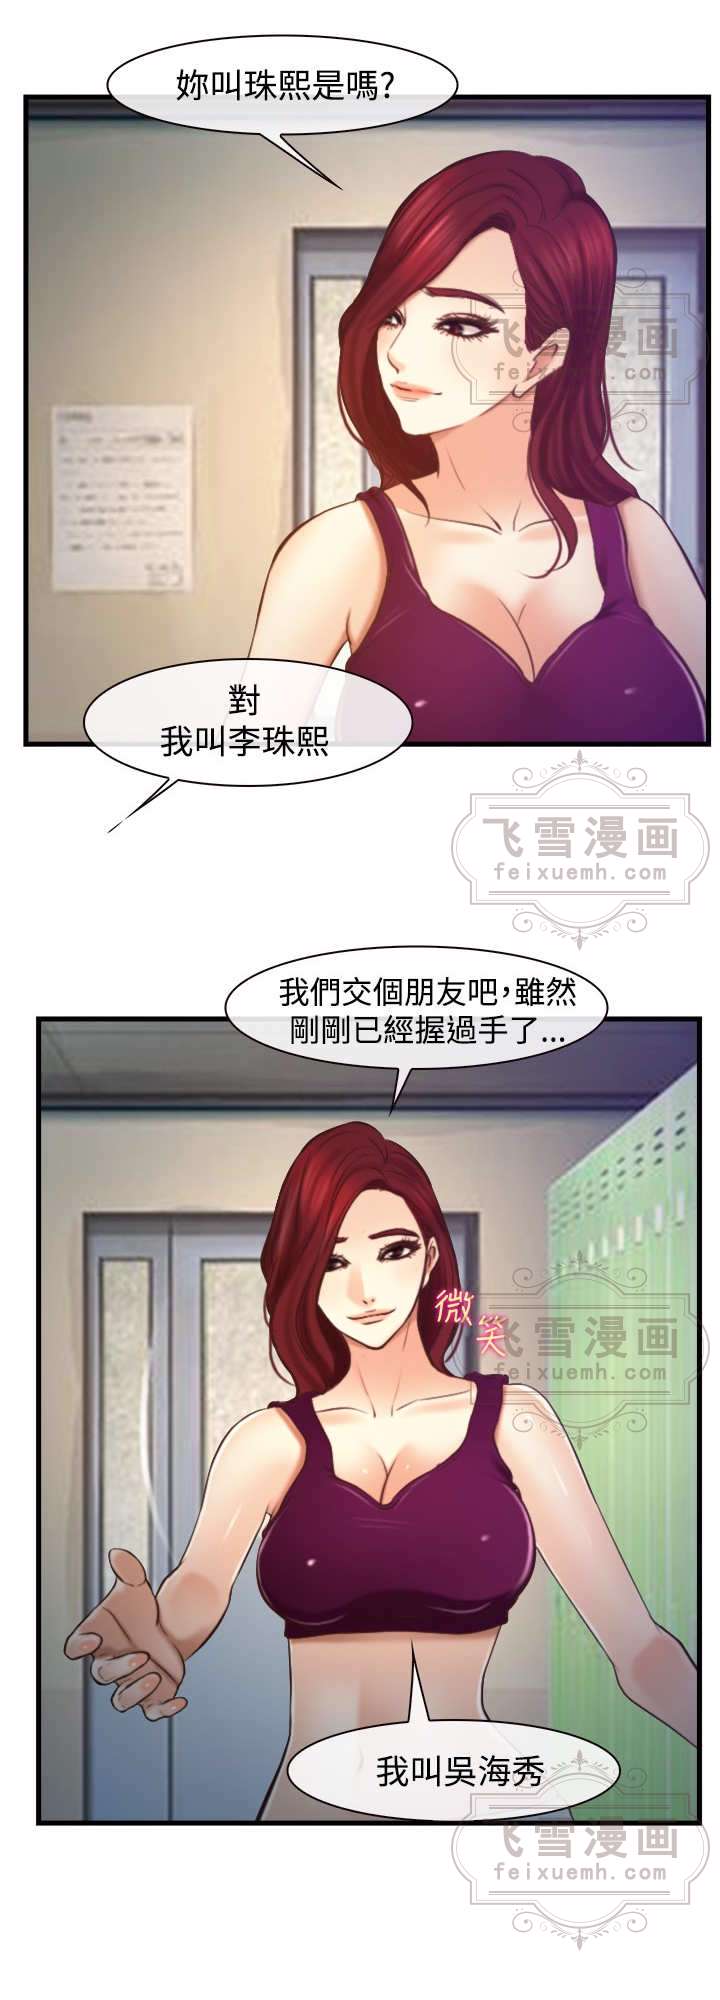 妳叫珠熙是嗎?
飞雪漫画
feixuemh.com
對
我叫李珠熙
飞雪漫画
feixuemh.com
我們交個朋友吧,雖然
剛剛已經握過手了...
微笑
飞雪漫画
feixuemh.com
我叫吳海秀
飞雪漫画
feixuemh.com